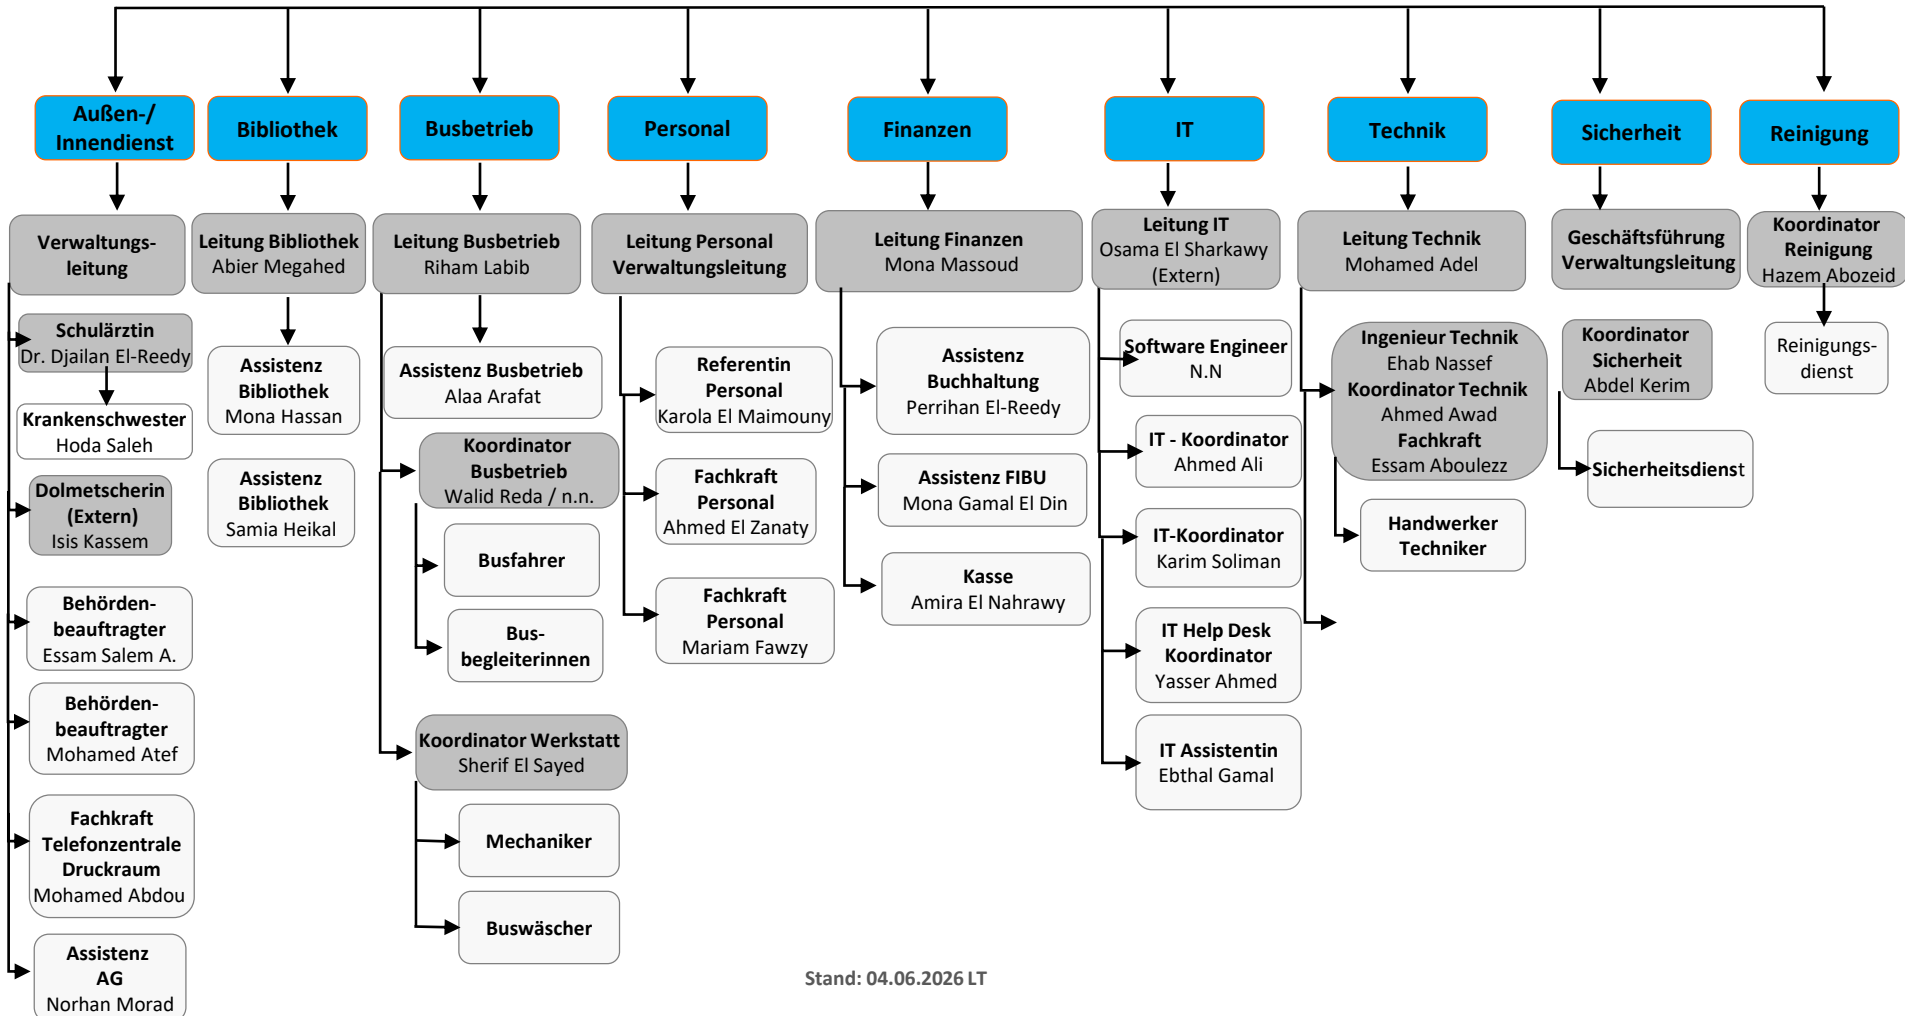 Außen-/
Innendienst
Bibliothek
Busbetrieb
Personal
Finanzen
IT
Technik
Sicherheit
Reinigung
Verwaltungs-
leitung
Schulärztin
Dr. Djailan El-Reedy
Krankenschwester
Hoda Saleh
Dolmetscherin
(Extern)
Isis Kassem
Behörden-
beauftragter
Essam Salem A.
Behörden-
beauftragter
Mohamed Atef
Fachkraft
Telefonzentrale
Druckraum
Mohamed Abdou
Assistenz
AG
Norhan Morad
Leitung Bibliothek
Abier Megahed
Assistenz
Bibliothek
Mona Hassan
Assistenz
Bibliothek
Samia Heikal
Leitung Busbetrieb
Riham Labib
Assistenz Busbetrieb
Alaa Arafat
Koordinator
Busbetrieb
Walid Reda / n.n.
Busfahrer
Bus-
begleiterinnen
Koordinator Werkstatt
Sherif El Sayed
Mechaniker
Buswäscher
Leitung Personal
Verwaltungsleitung
Referentin
Personal
Karola El Maimouny
Fachkraft
Personal
Ahmed El Zanaty
Fachkraft
Personal
Mariam Fawzy
Leitung Finanzen
Mona Massoud
Assistenz
Buchhaltung
Perrihan El-Reedy
Assistenz FIBU
Mona Gamal El Din
Kasse
Amira El Nahrawy
Leitung IT
Osama El Sharkawy
(Extern)
Software Engineer
N.N
IT - Koordinator
Ahmed Ali
IT-Koordinator
Karim Soliman
IT Help Desk
Koordinator
Yasser Ahmed
IT Assistentin
Ebthal Gamal
Leitung Technik
Mohamed Adel
Ingenieur Technik
Ehab Nassef
Koordinator Technik
Ahmed Awad
Fachkraft
Essam Aboulezz
Handwerker
Techniker
Geschäftsführung
Verwaltungsleitung
Koordinator
Sicherheit
Abdel Kerim
Sicherheitsdienst
Koordinator
Reinigung
Hazem Abozeid
Reinigungs-
dienst
Stand: 04.06.2026 LT